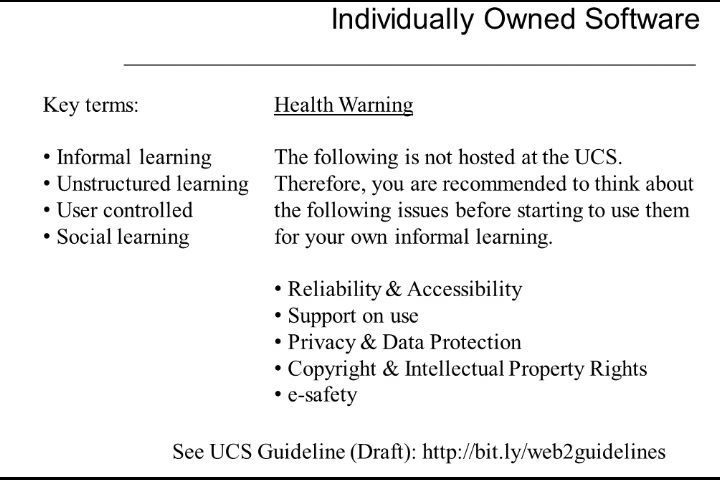 Individually Owned Software
Key terms:
• Informal learning
• Unstructured learning
• User controlled
• Social learning
Health Warning
The following is not hosted at the UCS.
Therefore, you are recommended to think about
the following issues before starting to use them
for your own informal learning.
• Reliability & Accessibility
• Support on use
• Privacy & Data Protection
• Copyright & Intellectual Property Rights
• e-safety
See UCS Guideline (Draft): http://bit.ly/web2guidelines